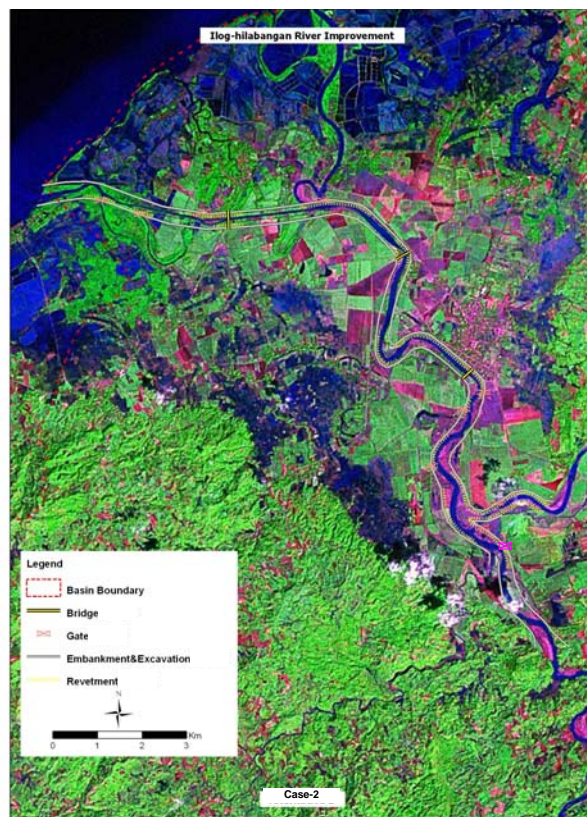 Ilog-hilabangan River Improvement
Legend
Basin Boundary
Bridge
Gate
Embankment&Excavation
Revetment
N
Km
0 1 2 3
Case-2